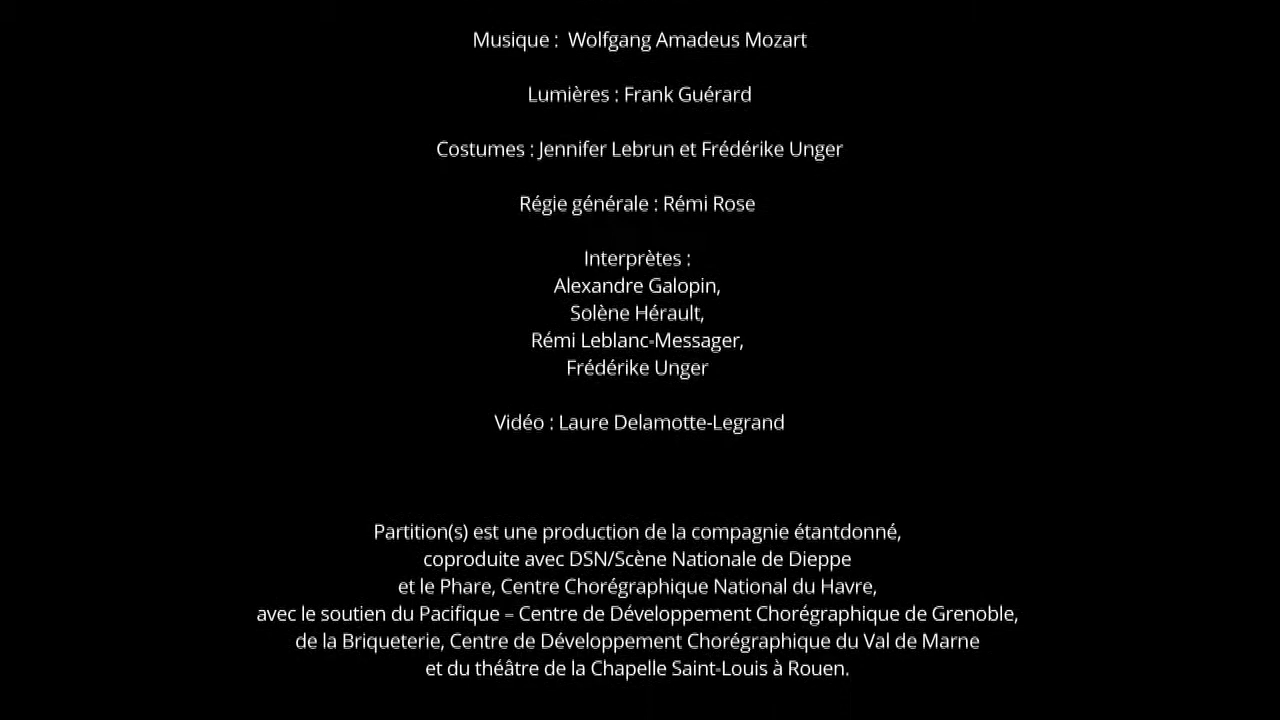 Musique :  Wolfgang Amadeus Mozart
Lumières : Frank Guérard
Costumes : Jennifer Lebrun et Frédérike Unger
Régie générale : Rémi Rose
Interprètes :
Alexandre Galopin,
Solène Hérault,
Rémi Leblanc-Messager,
Frédérike Unger
Vidéo : Laure Delamotte-Legrand
Partition(s) est une production de la compagnie étantdonné,
coproduite avec DSN/Scène Nationale de Dieppe
et le Phare, Centre Chorégraphique National du Havre,
avec le soutien du Pacifique – Centre de Développement Chorégraphique de Grenoble,
de la Briqueterie, Centre de Développement Chorégraphique du Val de Marne
et du théâtre de la Chapelle Saint-Louis à Rouen.